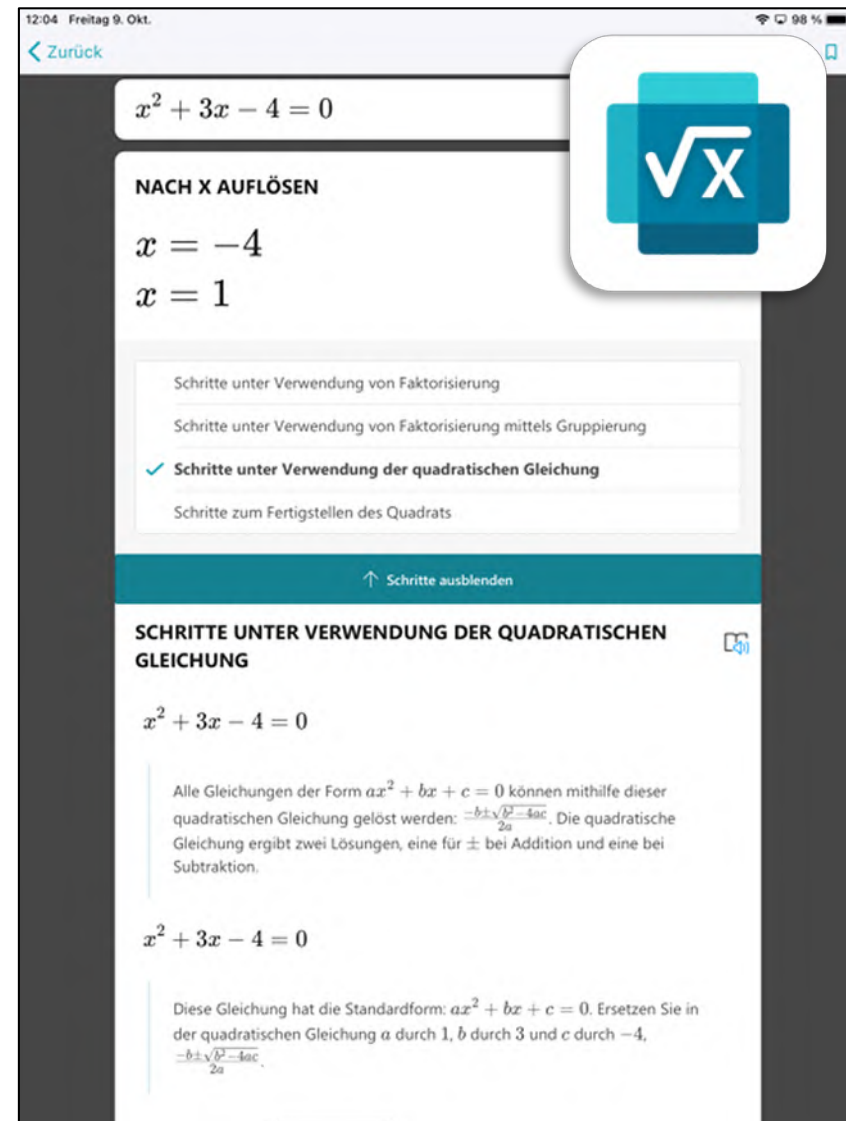 12:04 Freitag 9. Okt.
98 %
Zurück
x² + 3x − 4 = 0
√X
NACH X AUFLÖSEN
x = −4
x = 1
Schritte unter Verwendung von Faktorisierung
Schritte unter Verwendung von Faktorisierung mittels Gruppierung
Schritte unter Verwendung der quadratischen Gleichung
Schritte zum Fertigstellen des Quadrats
↑ Schritte ausblenden
SCHRITTE UNTER VERWENDUNG DER QUADRATISCHEN
GLEICHUNG
x² + 3x − 4 = 0
Alle Gleichungen der Form ax² + bx + c = 0 können mithilfe dieser
quadratischen Gleichung gelöst werden: (−b±√(b²−4ac))/(2a). Die quadratische
Gleichung ergibt zwei Lösungen, eine für ± bei Addition und eine bei
Subtraktion.
x² + 3x − 4 = 0
Diese Gleichung hat die Standardform: ax² + bx + c = 0. Ersetzen Sie in
der quadratischen Gleichung a durch 1, b durch 3 und c durch −4,
(−b±√(b²−4ac))/(2a).